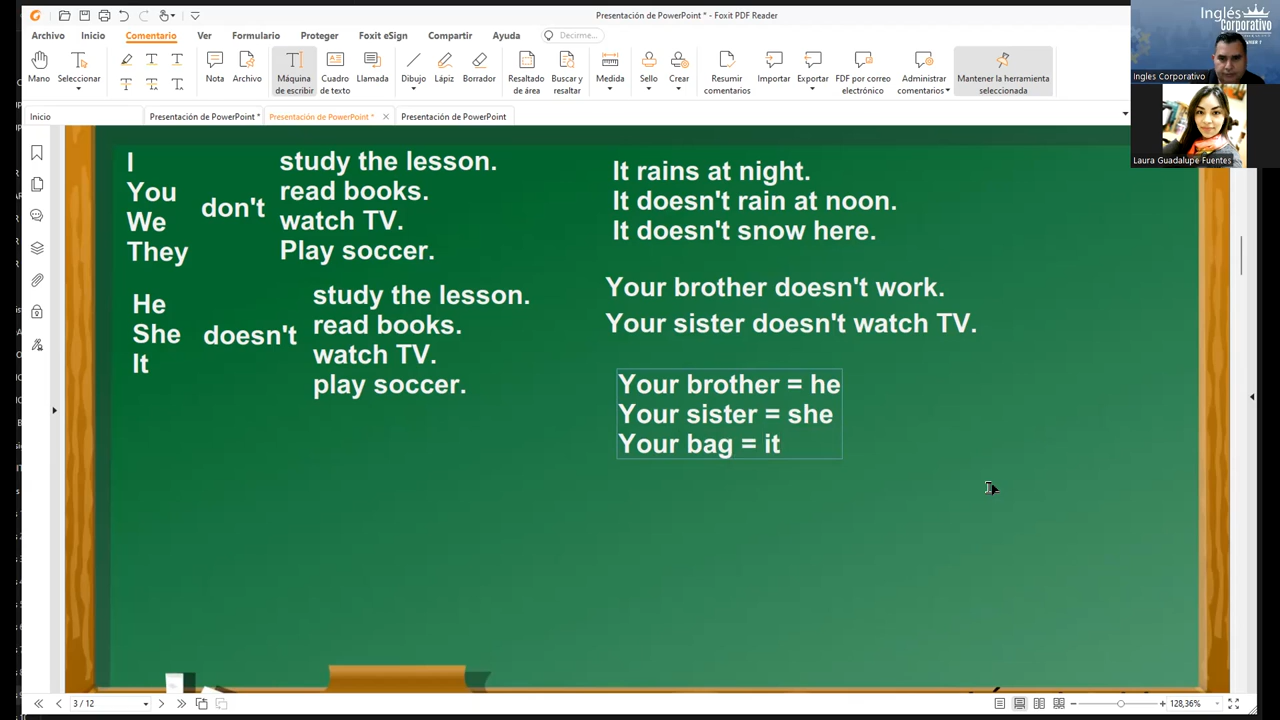 Presentación de PowerPoint * - Foxit PDF Reader
Archivo Inicio Comentario Ver Formulario Proteger Foxit eSign Compartir Ayuda Decirme...
Mano Seleccionar Nota Archivo Máquina de escribir Cuadro de texto Llamada Dibujo Lápiz Borrador Resaltado de área Buscar y resaltar Medida Sello Crear Resumir comentarios Importar Exportar FDF por correo electrónico Administrar comentarios Mantener la herramienta seleccionada
Inicio Presentación de PowerPoint * Presentación de PowerPoint * Presentación de PowerPoint
Inglés
Corporativo
Ingles Corporativo
Laura Guadalupe Fuentes
I
You
We
They
don't
study the lesson.
read books.
watch TV.
Play soccer.
He
She
It
doesn't
study the lesson.
read books.
watch TV.
play soccer.
It rains at night.
It doesn't rain at noon.
It doesn't snow here.
Your brother doesn't work.
Your sister doesn't watch TV.
Your brother = he
Your sister = she
Your bag = it
3 / 12
128,36%